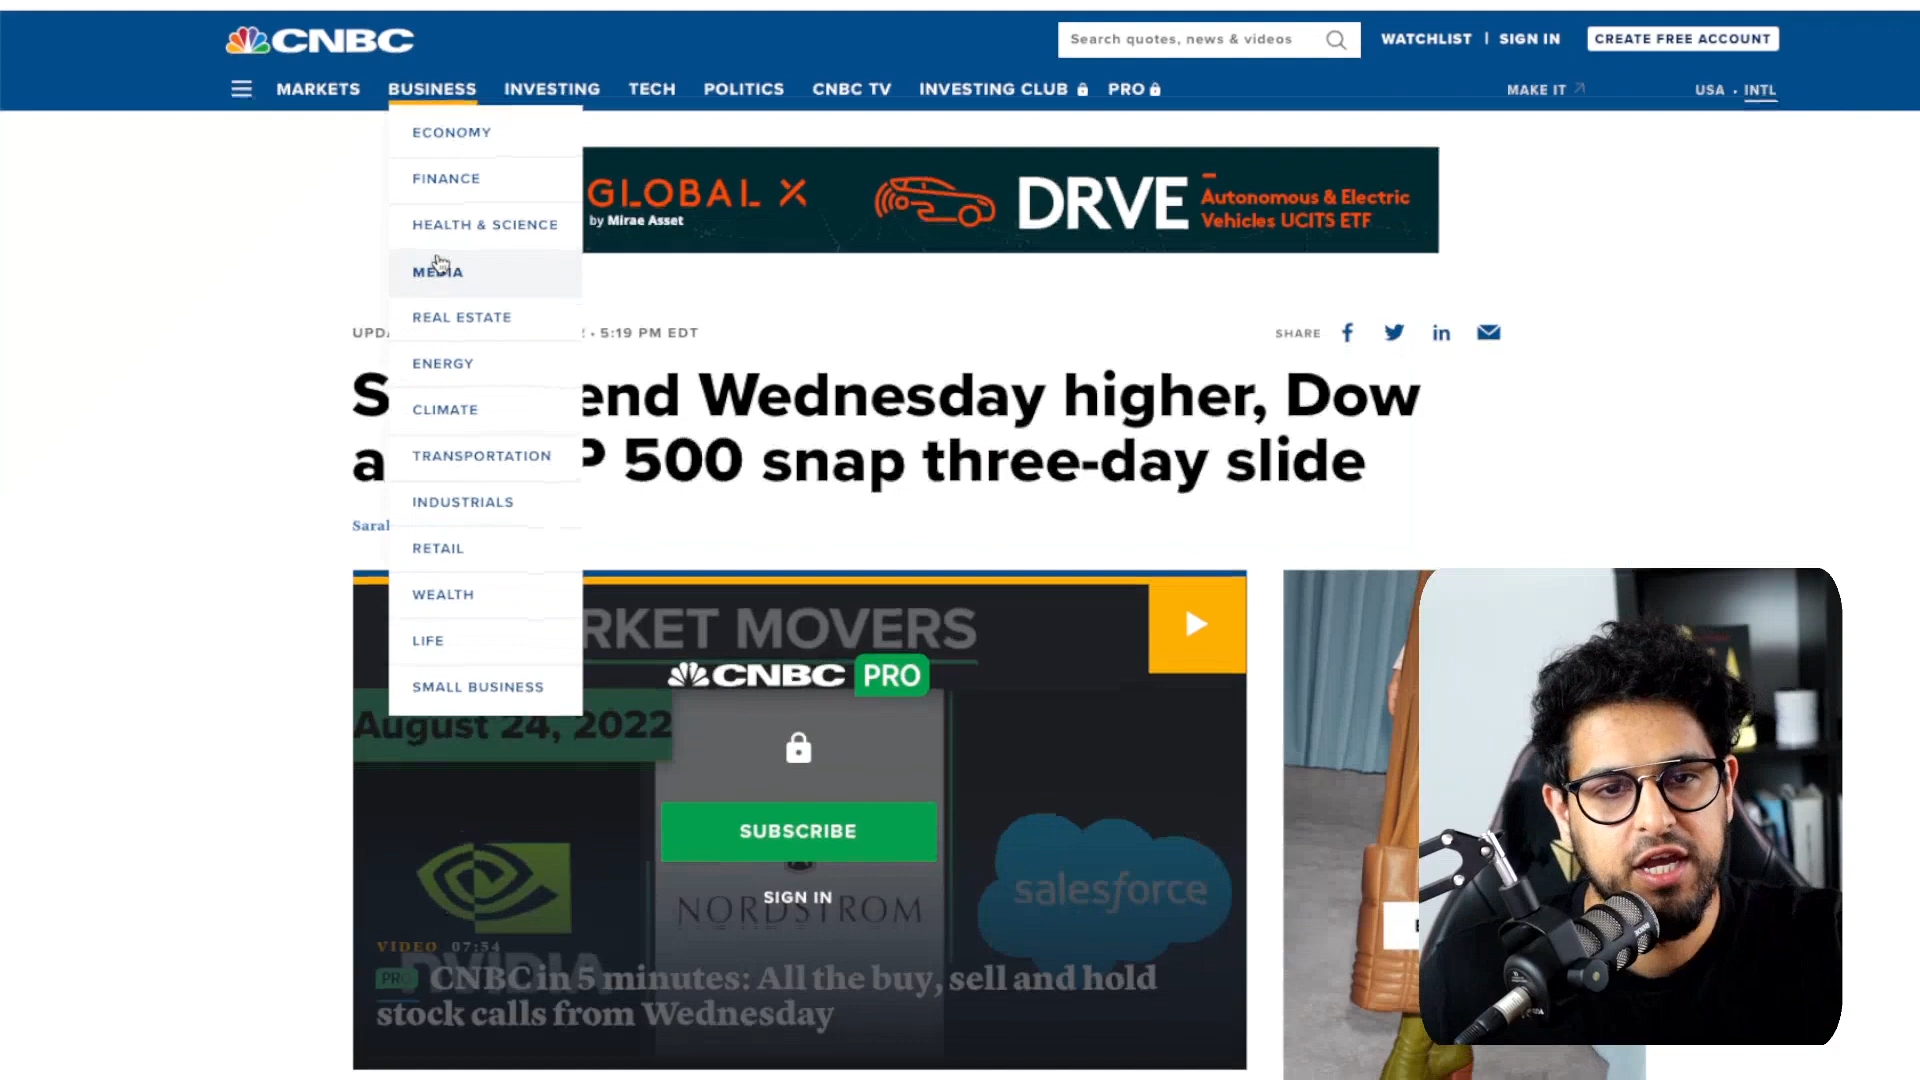 CNBC
Search quotes, news & videos
WATCHLIST | SIGN IN
CREATE FREE ACCOUNT
MARKETS BUSINESS INVESTING TECH POLITICS CNBC TV INVESTING CLUB PRO
MAKE IT
USA • INTL
ECONOMY
FINANCE
HEALTH & SCIENCE
MEDIA
REAL ESTATE
ENERGY
CLIMATE
TRANSPORTATION
INDUSTRIALS
RETAIL
WEALTH
LIFE
SMALL BUSINESS
GLOBAL X
by Mirae Asset
DRVE
Autonomous & Electric
Vehicles UCITS ETF
• 5:19 PM EDT
SHARE
end Wednesday higher, Dow
500 snap three-day slide
MOVERS
CNBC PRO
August 24, 2022
SUBSCRIBE
SIGN IN
NORDSTROM
salesforce
VIDEO 07:54
NVIDIA
PRO CNBC in 5 minutes: All the buy, sell and hold
stock calls from Wednesday